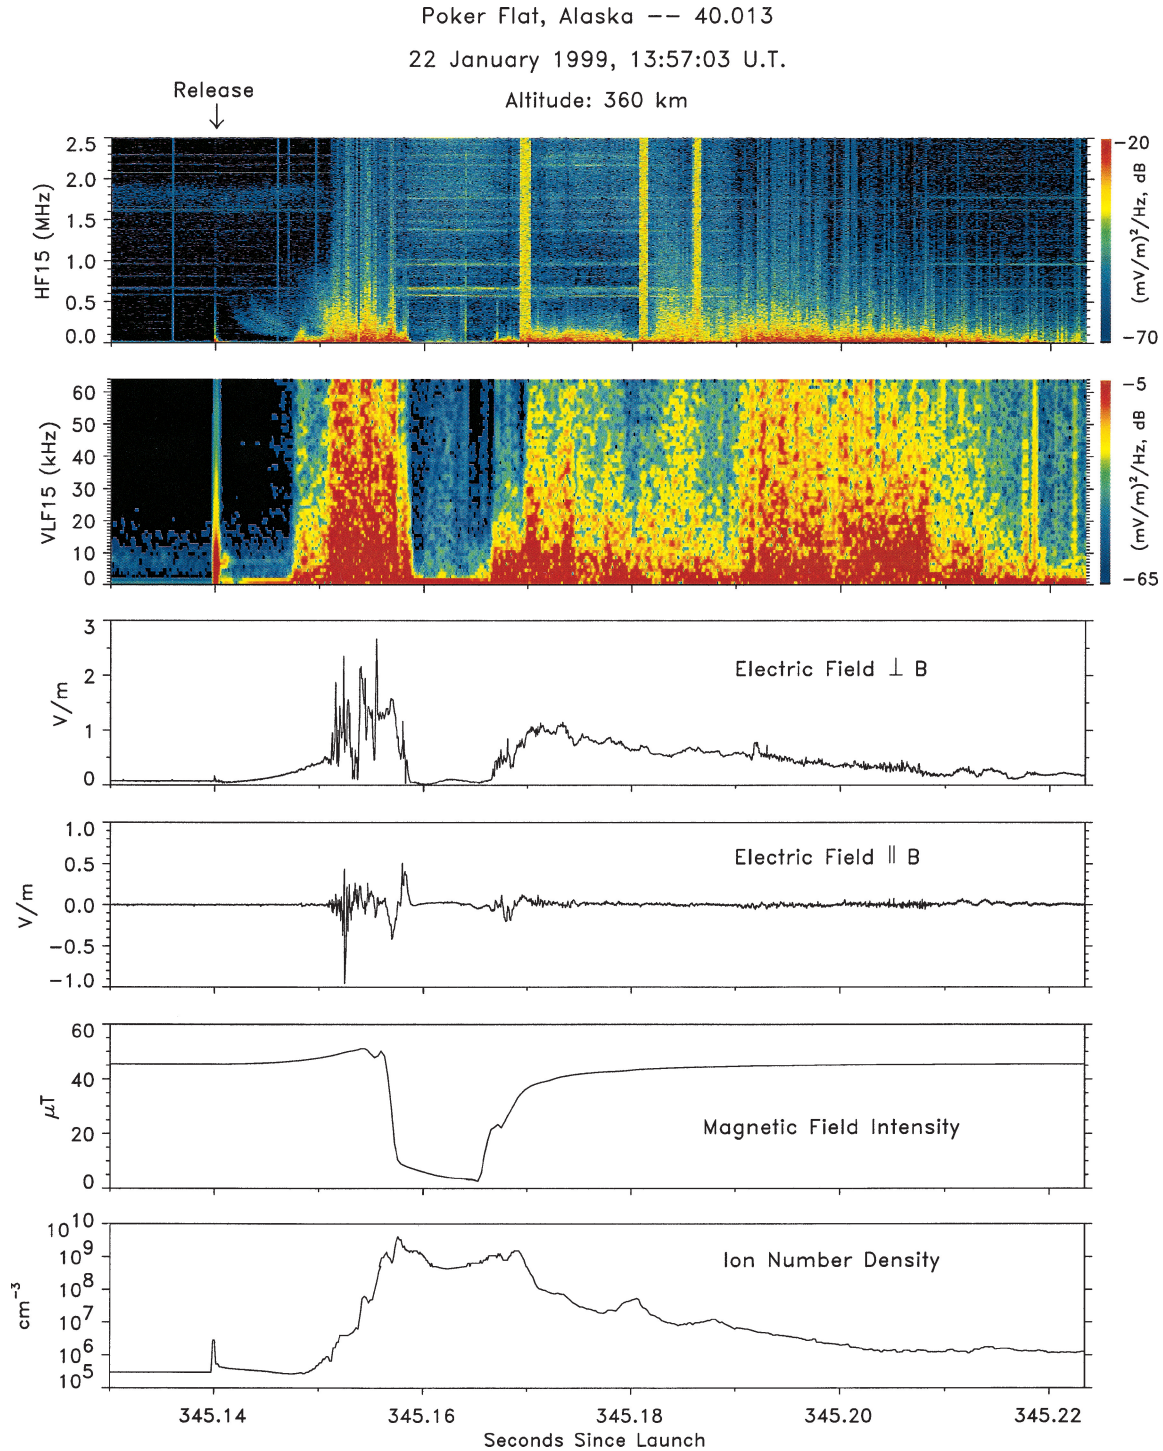 Poker Flat, Alaska –– 40.013
22 January 1999, 13:57:03 U.T.
Altitude: 360 km
Release
HF15 (MHz)
2.5
2.0
1.5
1.0
0.5
0.0
-20
-70
(mV/m)²/Hz, dB
VLF15 (kHz)
60
50
40
30
20
10
0
-5
-65
(mV/m)²/Hz, dB
V/m
3
2
1
0
Electric Field ⊥ B
V/m
1.0
0.5
0.0
-0.5
-1.0
Electric Field || B
μT
60
40
20
0
Magnetic Field Intensity
cm⁻³
10¹⁰
10⁹
10⁸
10⁷
10⁶
10⁵
Ion Number Density
345.14 345.16 345.18 345.20 345.22
Seconds Since Launch